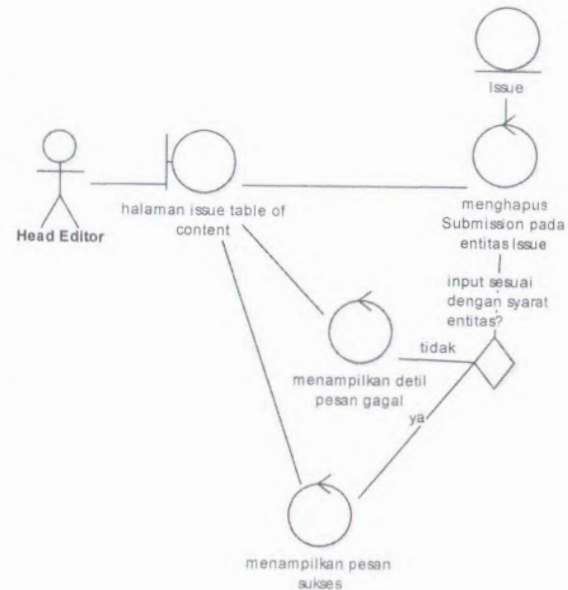 Issue
menghapus
Submission pada
entitas Issue
halaman issue table of
content
Head Editor
input sesuai
dengan syarat
entitas?
tidak
menampilkan detil
pesan gagal
ya
menampilkan pesan
sukses